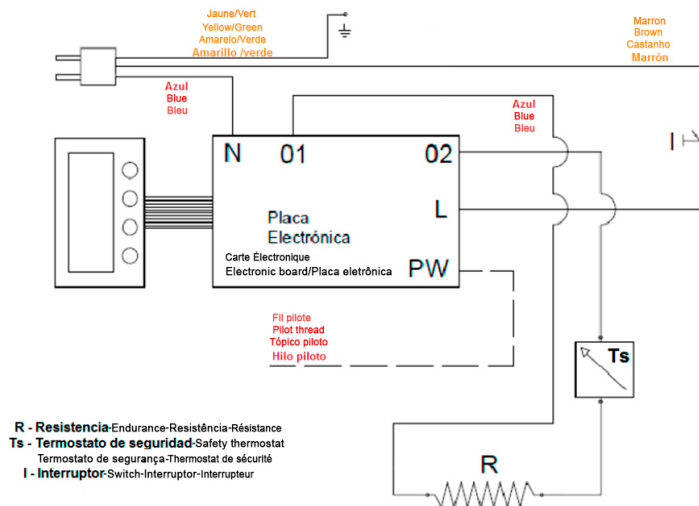 Jaune/Vert
Yellow/Green
Amarelo/Verde
Amarillo /verde
Marron
Brown
Castanho
Marrón
Azul
Blue
Bleu
Azul
Blue
Bleu
I
N
01
02
L
Placa
Electrónica
Carte Électronique
Electronic board/Placa eletrônica
PW
Fil pilote
Pilot thread
Tópico piloto
Hilo piloto
Ts
R
R - Resistencia-Endurance-Resistência-Résistance
Ts - Termostato de seguridad-Safety thermostat
Termostato de segurança-Thermostat de sécurité
I - Interruptor-Switch-Interruptor-Interrupteur